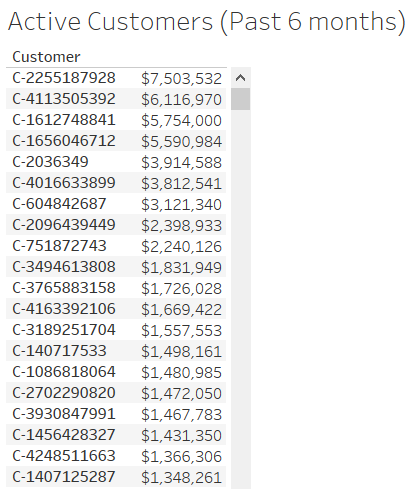 Active Customers (Past 6 months)
Customer
C-2255187928 $7,503,532
C-4113505392 $6,116,970
C-1612748841 $5,754,000
C-1656046712 $5,590,984
C-2036349 $3,914,588
C-4016633899 $3,812,541
C-604842687 $3,121,340
C-2096439449 $2,398,933
C-751872743 $2,240,126
C-3494613808 $1,831,949
C-3765883158 $1,726,028
C-4163392106 $1,669,422
C-3189251704 $1,557,553
C-140717533 $1,498,161
C-1086818064 $1,480,985
C-2702290820 $1,472,050
C-3930847991 $1,467,783
C-1456428327 $1,431,350
C-4248511663 $1,366,306
C-1407125287 $1,348,261